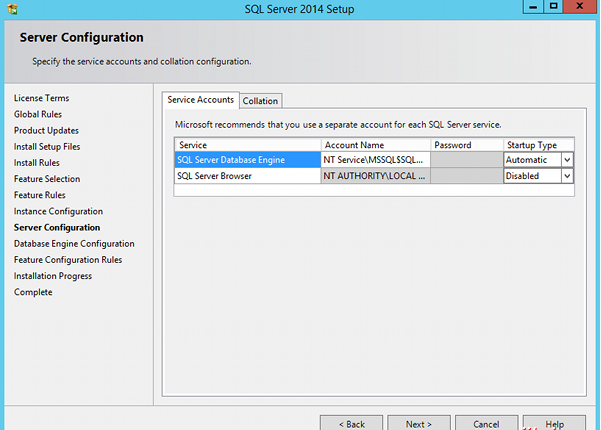 SQL Server 2014 Setup
Server Configuration
Specify the service accounts and collation configuration.
License Terms
Global Rules
Product Updates
Install Setup Files
Install Rules
Feature Selection
Feature Rules
Instance Configuration
Server Configuration
Database Engine Configuration
Feature Configuration Rules
Installation Progress
Complete
Service Accounts Collation
Microsoft recommends that you use a separate account for each SQL Server service.
Service Account Name Password Startup Type
SQL Server Database Engine NT Service\MSSQL$SQL... Automatic
SQL Server Browser NT AUTHORITY\LOCAL ... Disabled
< Back Next > Cancel Help